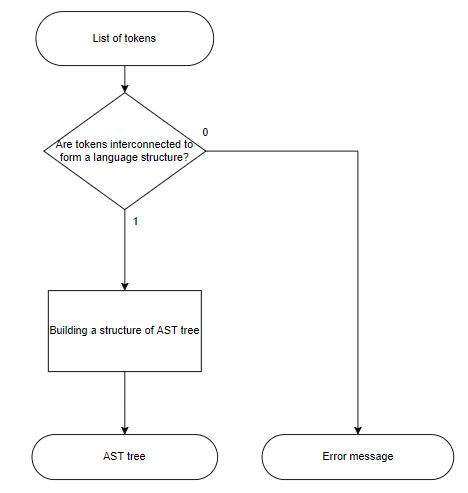 List of tokens
Are tokens interconnected to
form a language structure?
0
1
Building a structure of AST tree
AST tree
Error message